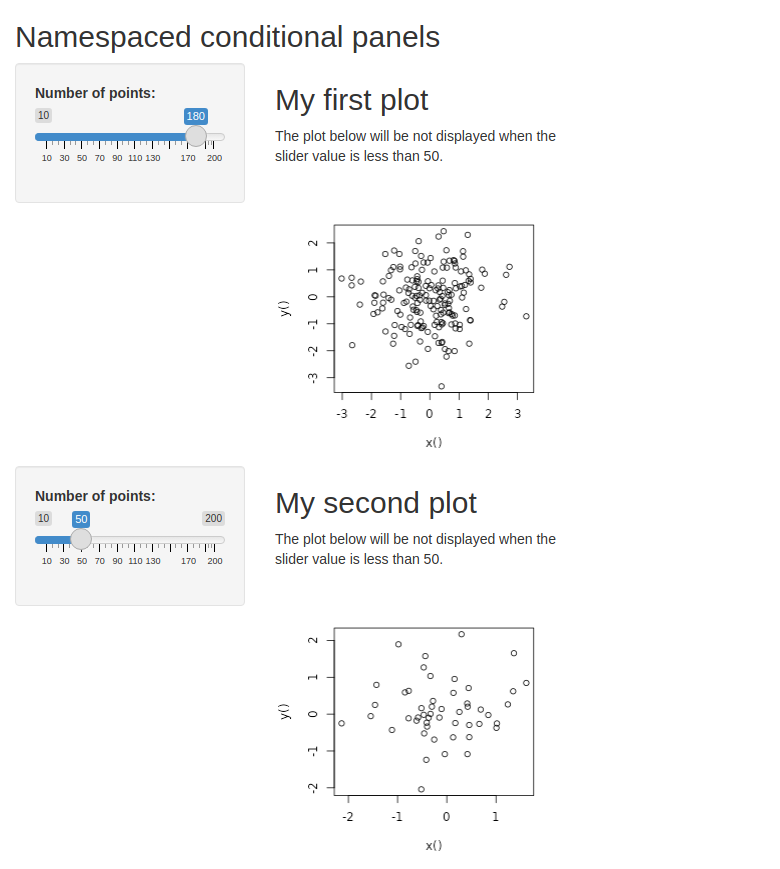 Namespaced conditional panels
Number of points:
10 180
10 30 50 70 90 110 130 170 200
My first plot
The plot below will be not displayed when the
slider value is less than 50.
2
1
0
-1
-2
-3
y()
-3 -2 -1 0 1 2 3
x()
Number of points:
10 50 200
10 30 50 70 90 110 130 170 200
My second plot
The plot below will be not displayed when the
slider value is less than 50.
2
1
0
-1
-2
y()
-2 -1 0 1
x()